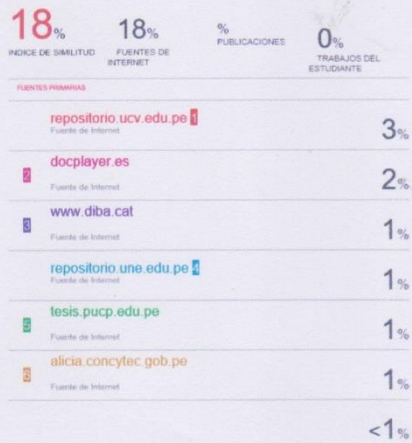 18%
INDICE DE SIMILITUD
18%
FUENTES DE
INTERNET
%
PUBLICACIONES
0%
TRABAJOS DEL
ESTUDIANTE
FUENTES PRIMARIAS
repositorio.ucv.edu.pe 1
Fuente de Internet
3%
2
docplayer.es
Fuente de Internet
2%
3
www.diba.cat
Fuente de Internet
1%
repositorio.une.edu.pe 4
Fuente de Internet
1%
5
tesis.pucp.edu.pe
Fuente de Internet
1%
6
alicia.concytec.gob.pe
Fuente de Internet
1%
<1%